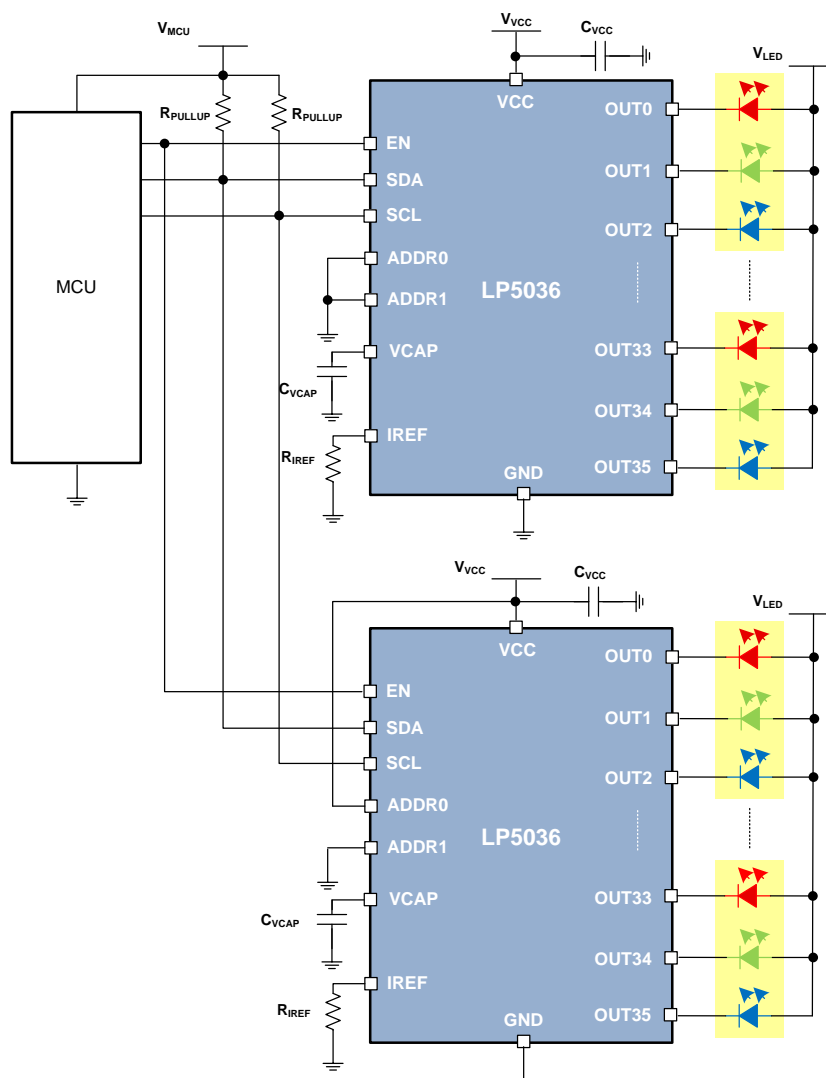 VMCU
RPULLUP
RPULLUP
MCU
VVCC
CVCC
VCC
EN
SDA
SCL
ADDR0
ADDR1
VCAP
IREF
GND
LP5036
OUT0
OUT1
OUT2
OUT33
OUT34
OUT35
CVCAP
RIREF
VLED
VVCC
CVCC
VCC
EN
SDA
SCL
ADDR0
ADDR1
VCAP
IREF
GND
LP5036
OUT0
OUT1
OUT2
OUT33
OUT34
OUT35
CVCAP
RIREF
VLED